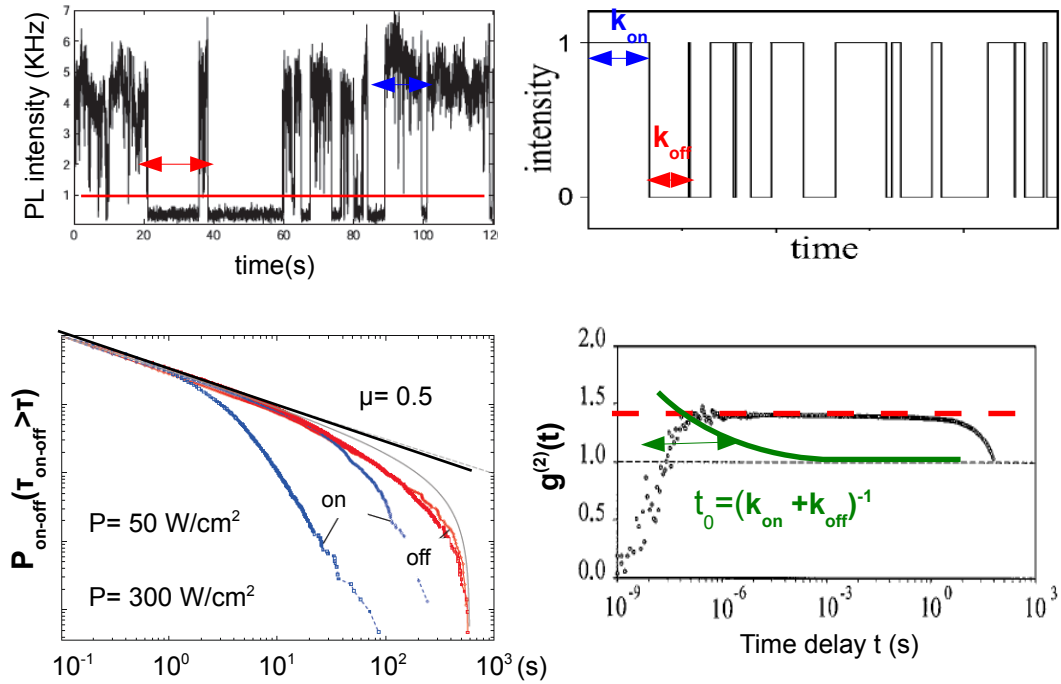 PL intensity (KHz)
7
6
5
4
3
2
1
0
20
40
60
80
100
120
time(s)
intensity
1
0
k_on
k_off
time
P_on-off(τ_on-off >τ)
μ= 0.5
on
off
P= 50 W/cm²
P= 300 W/cm²
10⁻¹
10⁰
10¹
10²
10³ (s)
g⁽²⁾(t)
2.0
1.5
1.0
0.5
0.0
t₀=(k_on +k_off)⁻¹
10⁻⁹
10⁻⁶
10⁻³
10⁰
10³
Time delay t (s)